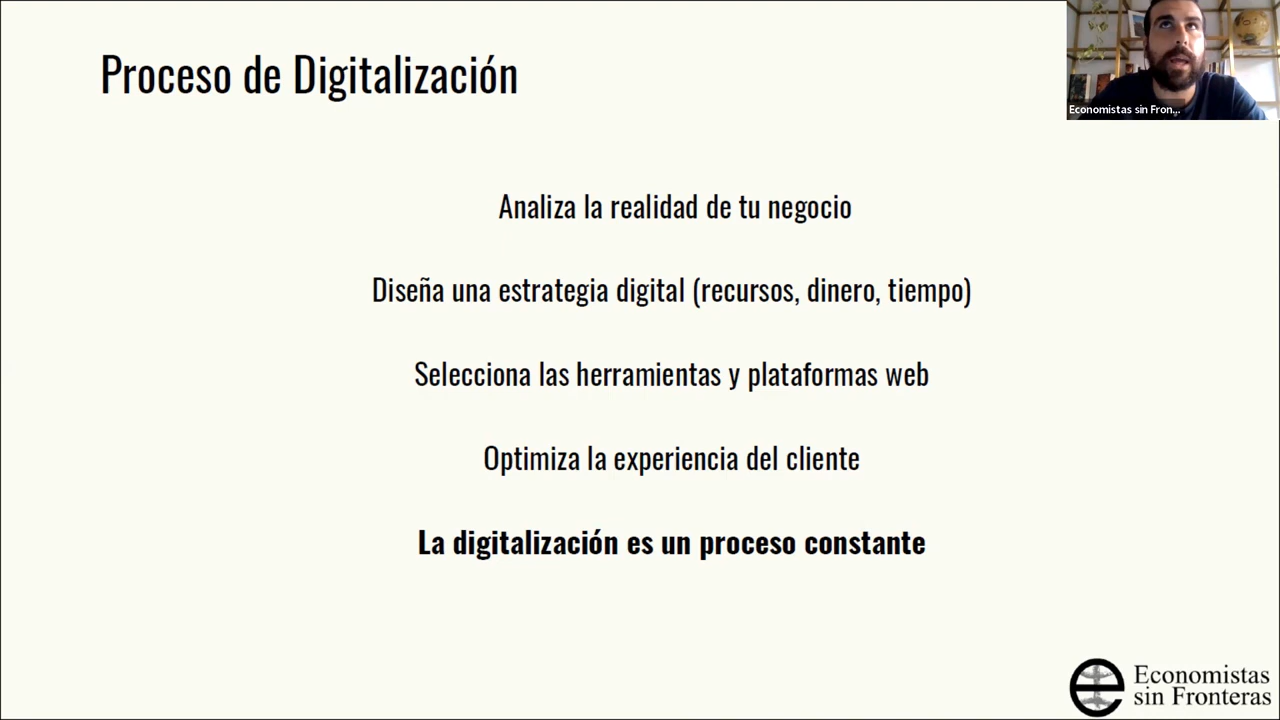 Proceso de Digitalización
Economistas sin Fron...
Analiza la realidad de tu negocio
Diseña una estrategia digital (recursos, dinero, tiempo)
Selecciona las herramientas y plataformas web
Optimiza la experiencia del cliente
La digitalización es un proceso constante
Economistas
sin Fronteras